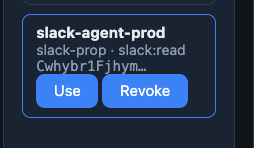 slack-agent-prod
slack-prop · slack:read
Cwhybr1Fjhym…
Use Revoke